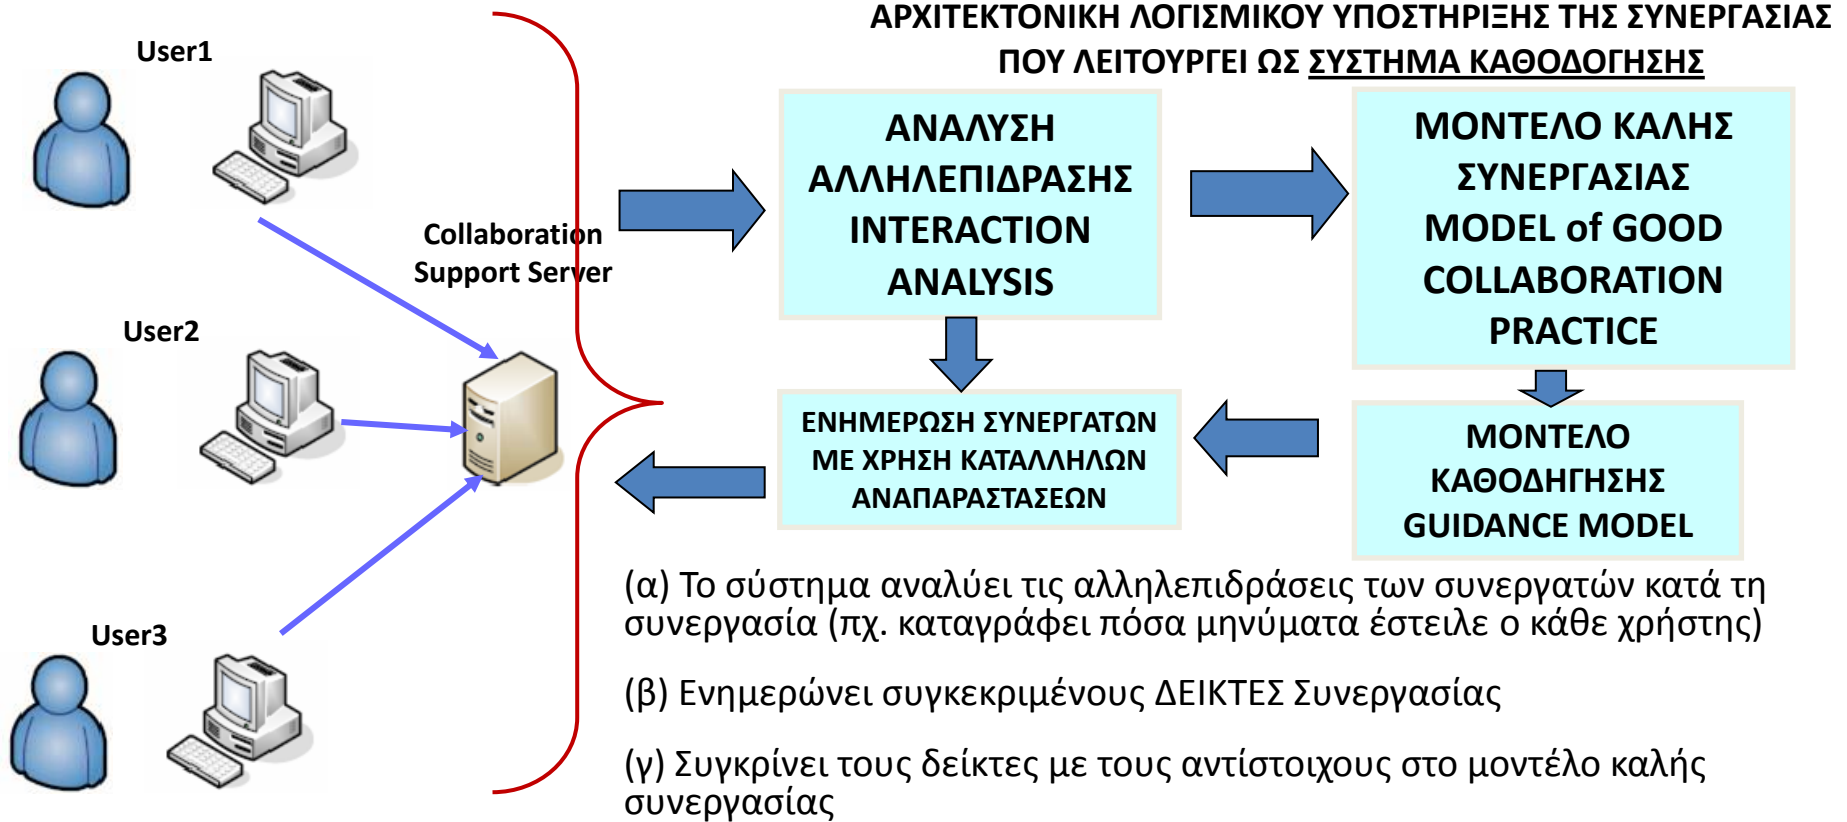 ΑΡΧΙΤΕΚΤΟΝΙΚΗ ΛΟΓΙΣΜΙΚΟΥ ΥΠΟΣΤΗΡΙΞΗΣ ΤΗΣ ΣΥΝΕΡΓΑΣΙΑΣ
ΠΟΥ ΛΕΙΤΟΥΡΓΕΙ ΩΣ ΣΥΣΤΗΜΑ ΚΑΘΟΔΟΓΗΣΗΣ
User1
User2
User3
Collaboration
Support Server
ΑΝΑΛΥΣΗ
ΑΛΛΗΛΕΠΙΔΡΑΣΗΣ
INTERACTION
ANALYSIS
ΜΟΝΤΕΛΟ ΚΑΛΗΣ
ΣΥΝΕΡΓΑΣΙΑΣ
MODEL of GOOD
COLLABORATION
PRACTICE
ΕΝΗΜΕΡΩΣΗ ΣΥΝΕΡΓΑΤΩΝ
ΜΕ ΧΡΗΣΗ ΚΑΤΑΛΛΗΛΩΝ
ΑΝΑΠΑΡΑΣΤΑΣΕΩΝ
ΜΟΝΤΕΛΟ
ΚΑΘΟΔΗΓΗΣΗΣ
GUIDANCE MODEL
(α) Το σύστημα αναλύει τις αλληλεπιδράσεις των συνεργατών κατά τη
συνεργασία (πχ. καταγράφει πόσα μηνύματα έστειλε ο κάθε χρήστης)
(β) Ενημερώνει συγκεκριμένους ΔΕΙΚΤΕΣ Συνεργασίας
(γ) Συγκρίνει τους δείκτες με τους αντίστοιχους στο μοντέλο καλής
συνεργασίας